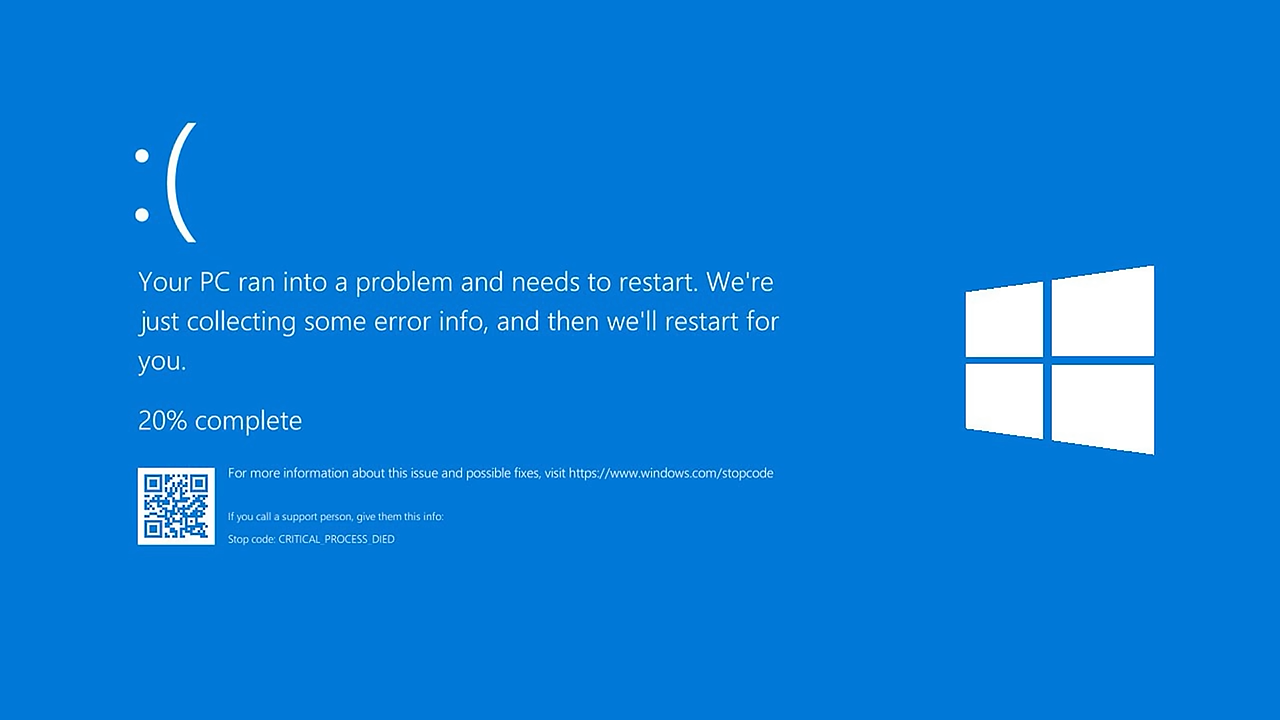 :(
Your PC ran into a problem and needs to restart. We're
just collecting some error info, and then we'll restart for
you.
20% complete
For more information about this issue and possible fixes, visit https://www.windows.com/stopcode
If you call a support person, give them this info:
Stop code: CRITICAL_PROCESS_DIED